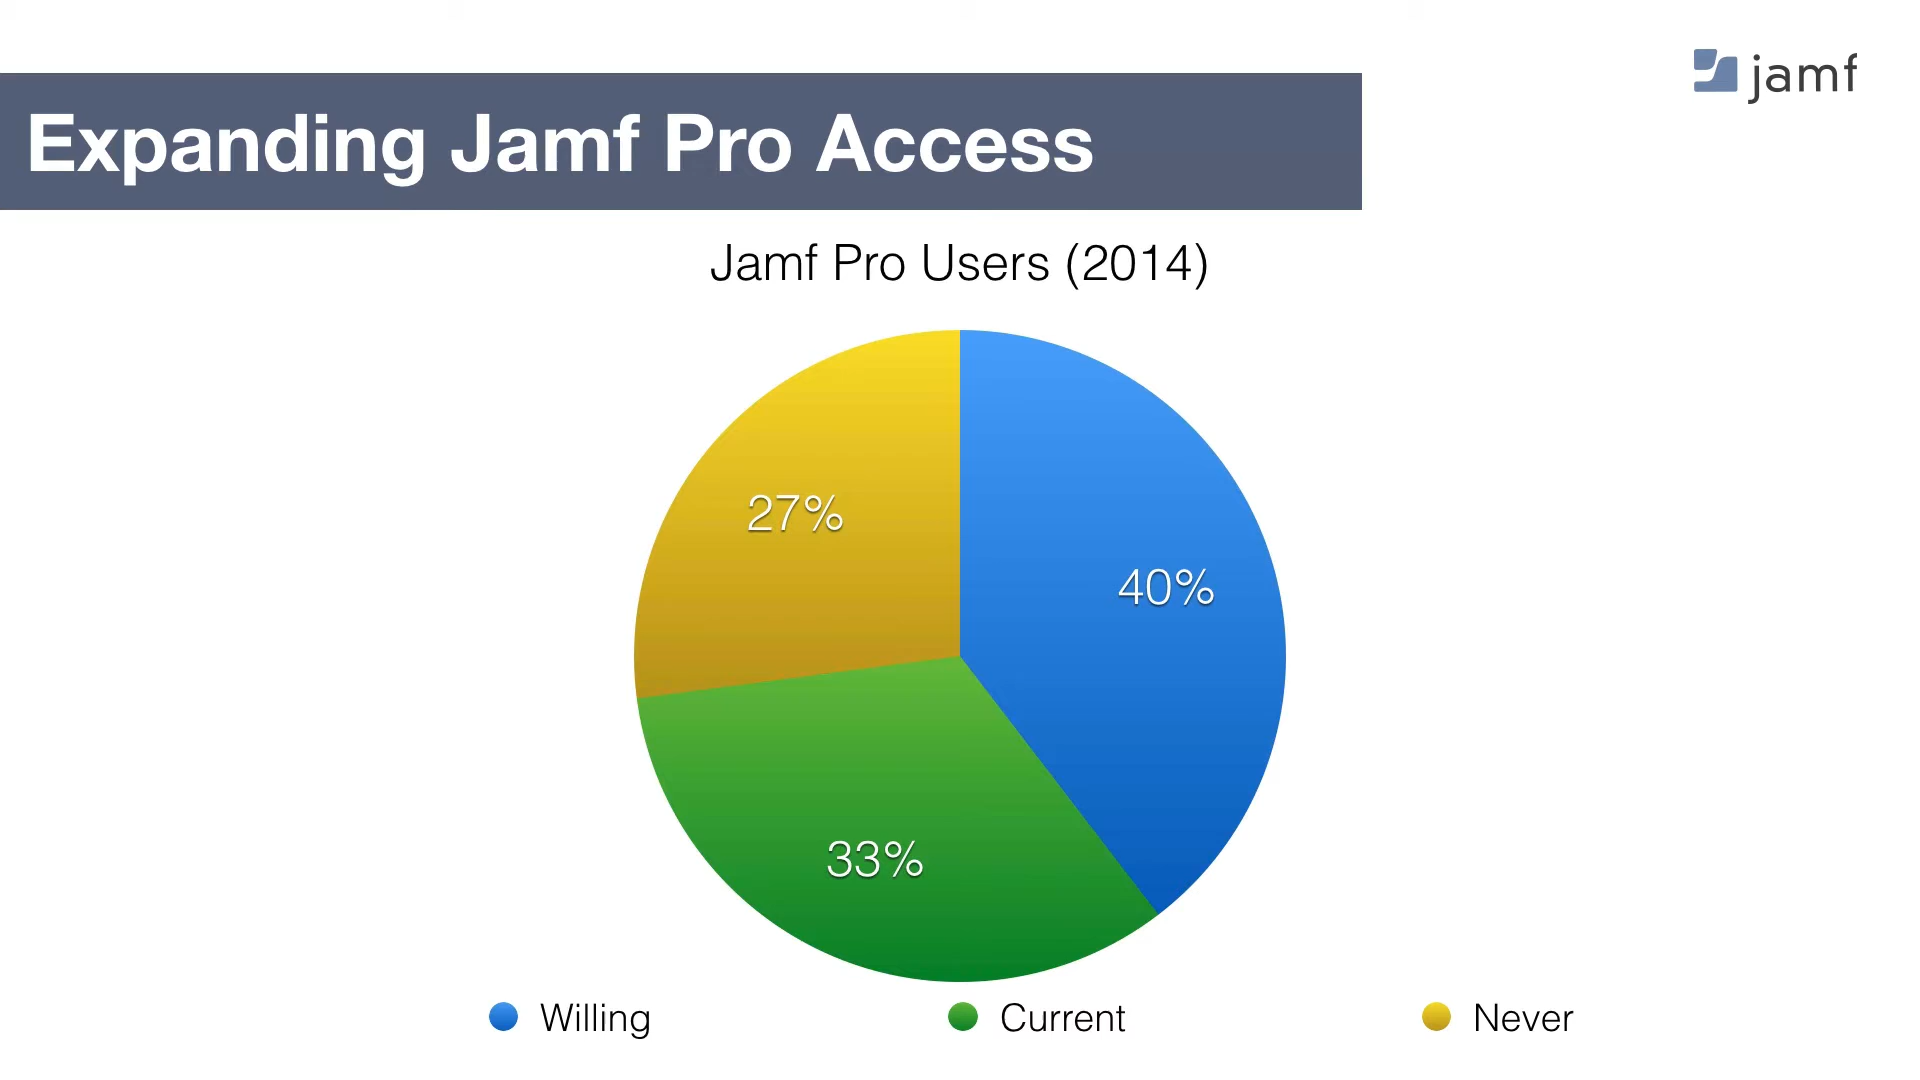 jamf
Expanding Jamf Pro Access
Jamf Pro Users (2014)
27%
40%
33%
Willing
Current
Never